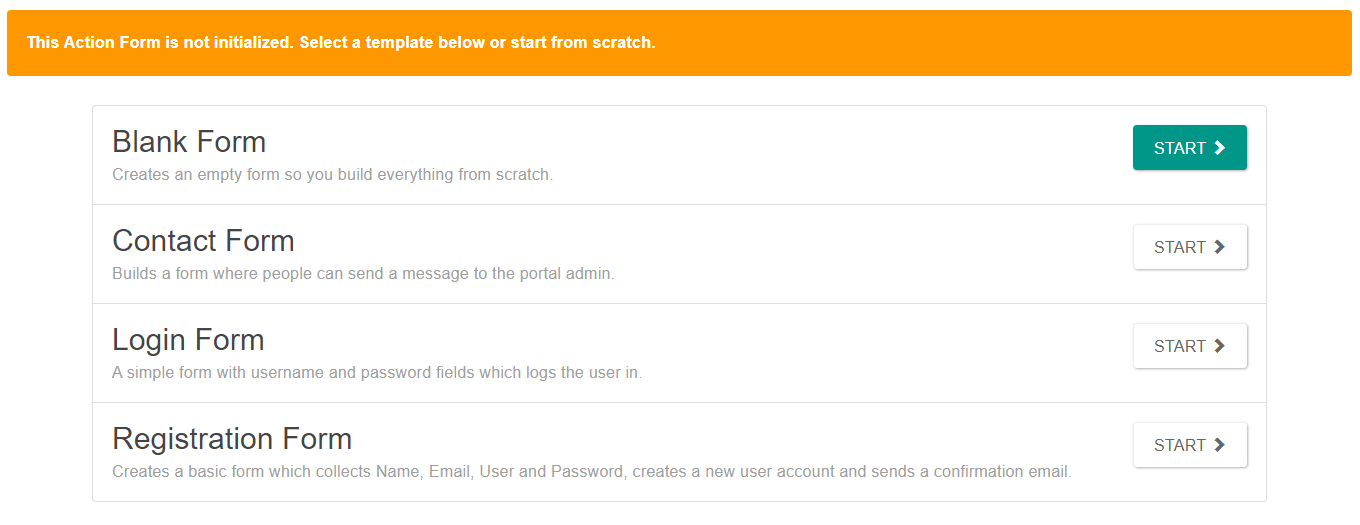 This Action Form is not initialized. Select a template below or start from scratch.
Blank Form
START
Creates an empty form so you build everything from scratch.
Contact Form
START
Builds a form where people can send a message to the portal admin.
Login Form
START
A simple form with username and password fields which logs the user in.
Registration Form
START
Creates a basic form which collects Name, Email, User and Password, creates a new user account and sends a confirmation email.